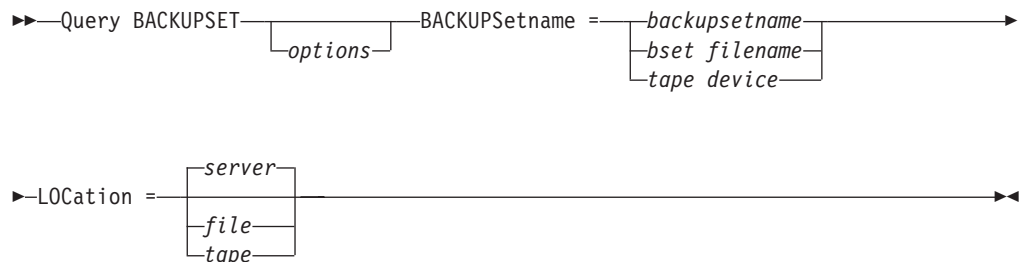 Query BACKUPSET options BACKUPSetname = backupsetname
bset filename
tape device
server
LOCation =
file
tape